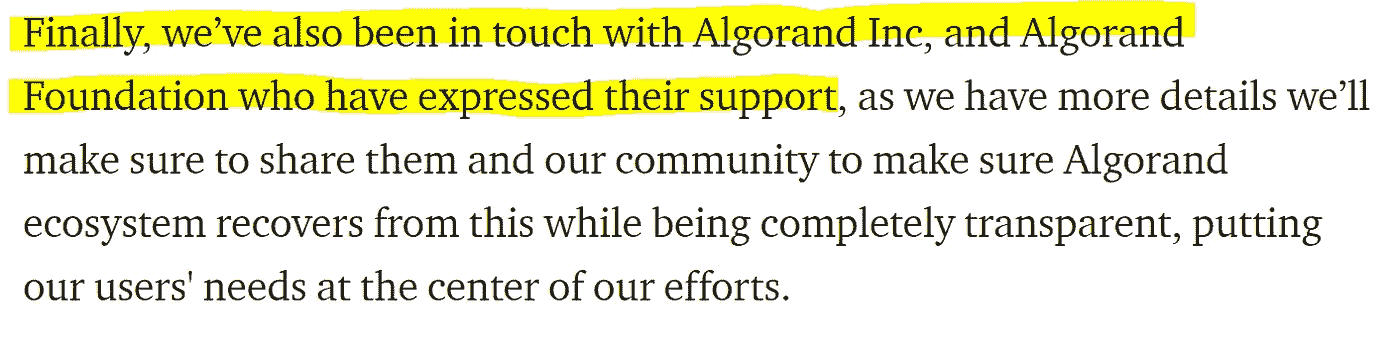 Finally, we’ve also been in touch with Algorand Inc, and Algorand
Foundation who have expressed their support, as we have more details we’ll
make sure to share them and our community to make sure Algorand
ecosystem recovers from this while being completely transparent, putting
our users' needs at the center of our efforts.